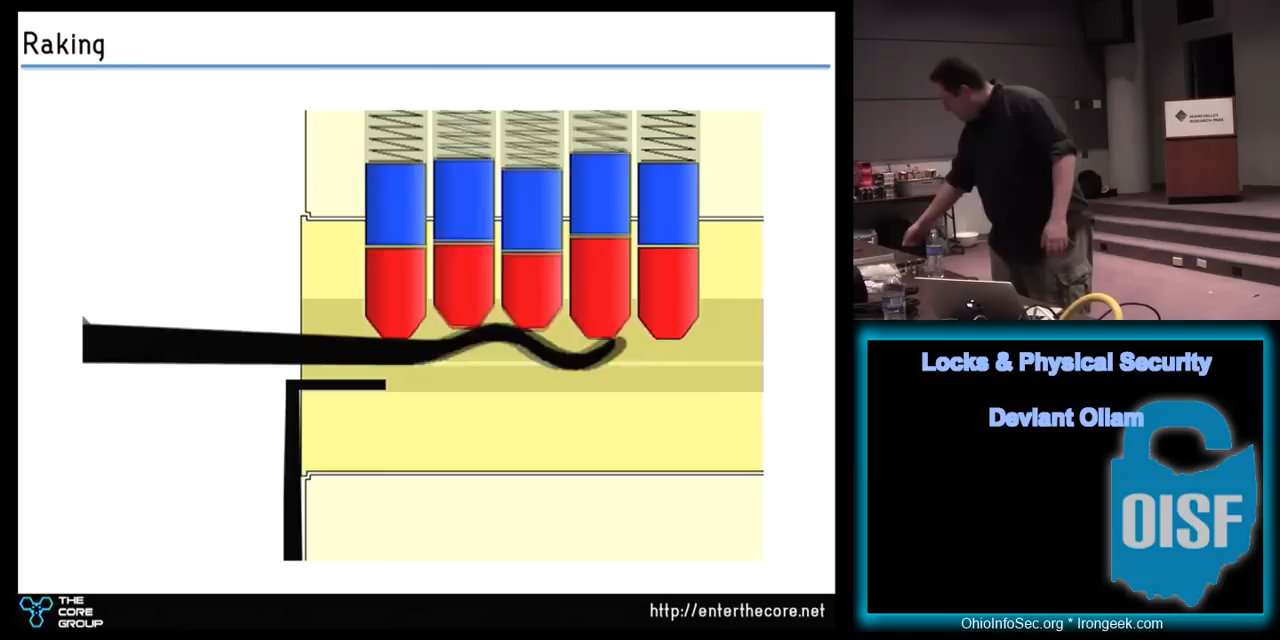 Raking
THE
CORE
GROUP
http://enterthecore.net
Locks & Physical Security
Deviant Ollam
OISF
OhioInfoSec.org * Irongeek.com